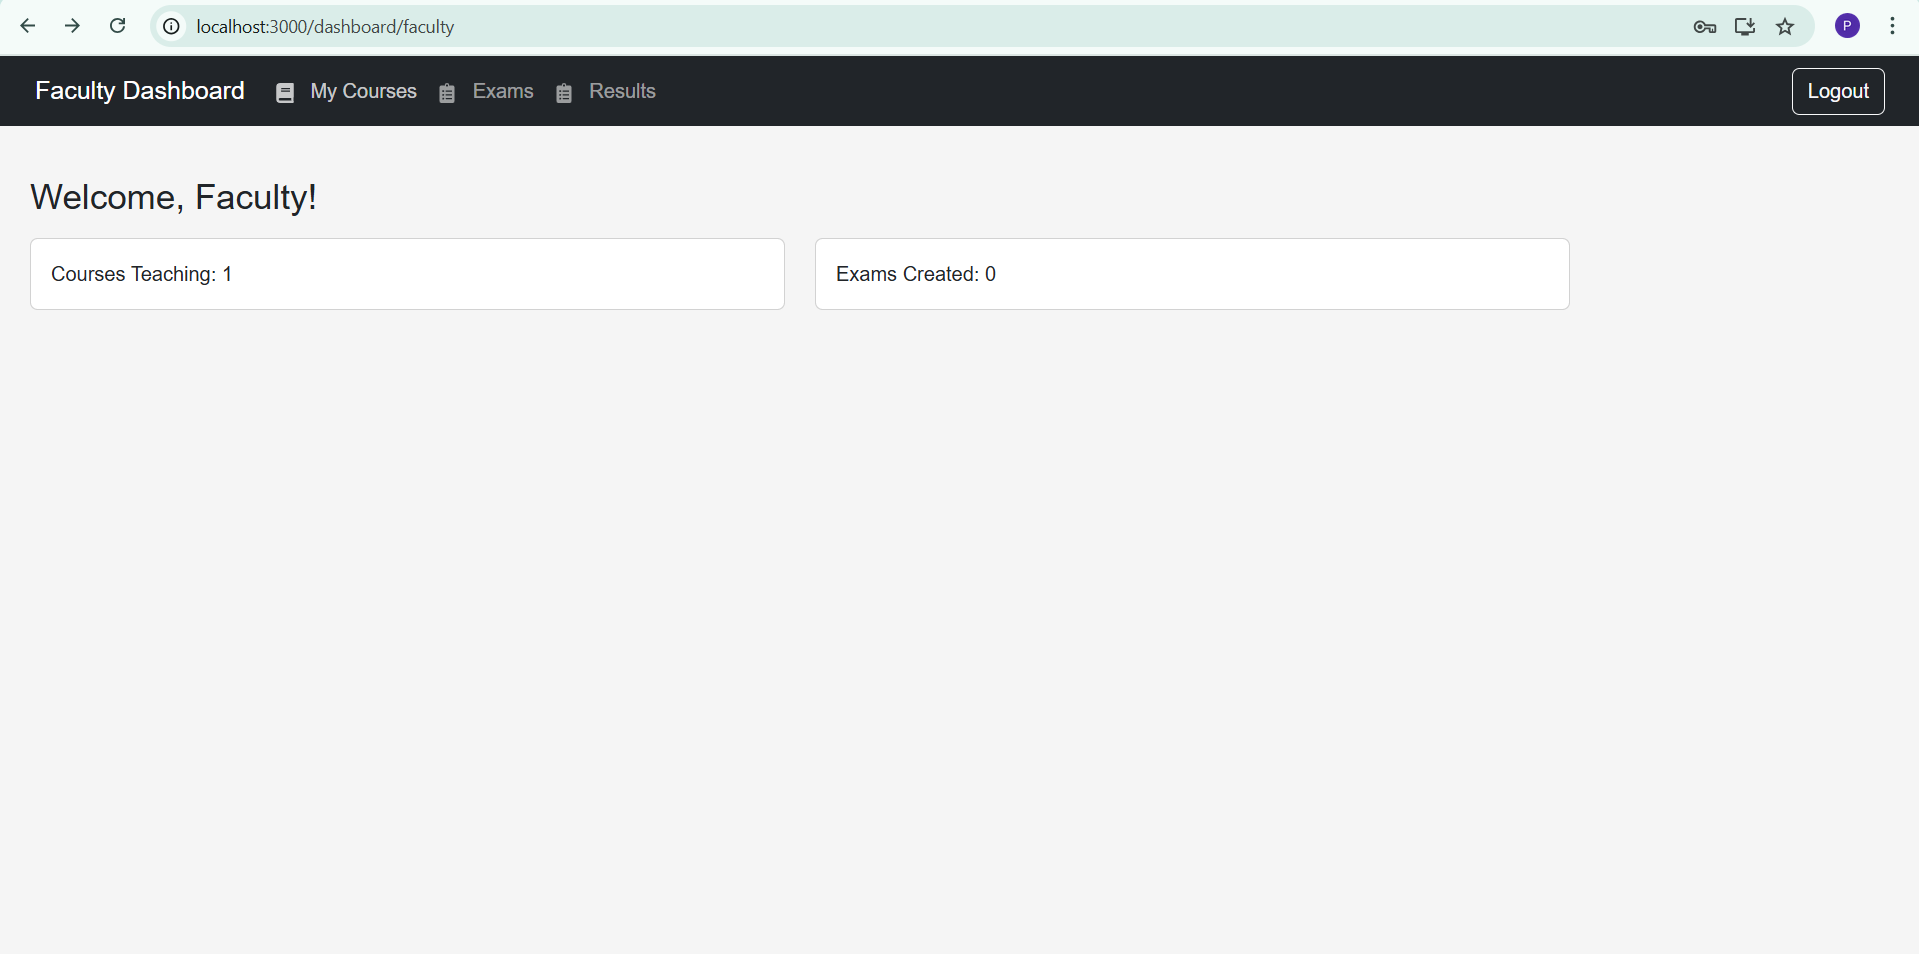 localhost:3000/dashboard/faculty
P
Faculty Dashboard My Courses Exams Results Logout
Welcome, Faculty!
Courses Teaching: 1 Exams Created: 0